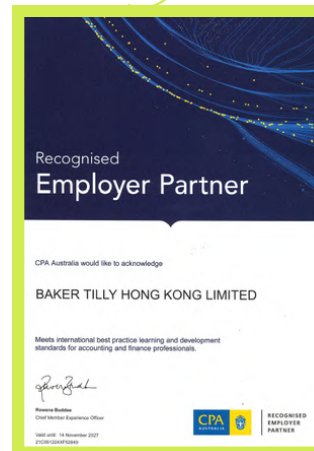 Recognised
Employer Partner
CPA Australia would like to acknowledge
BAKER TILLY HONG KONG LIMITED
Meets international best practice learning and development
standards for accounting and finance professionals.
Rowena Buddee
Chief Member Experience Officer
Valid until: 14 November 2027
CPA
AUSTRALIA
RECOGNISED
EMPLOYER
PARTNER